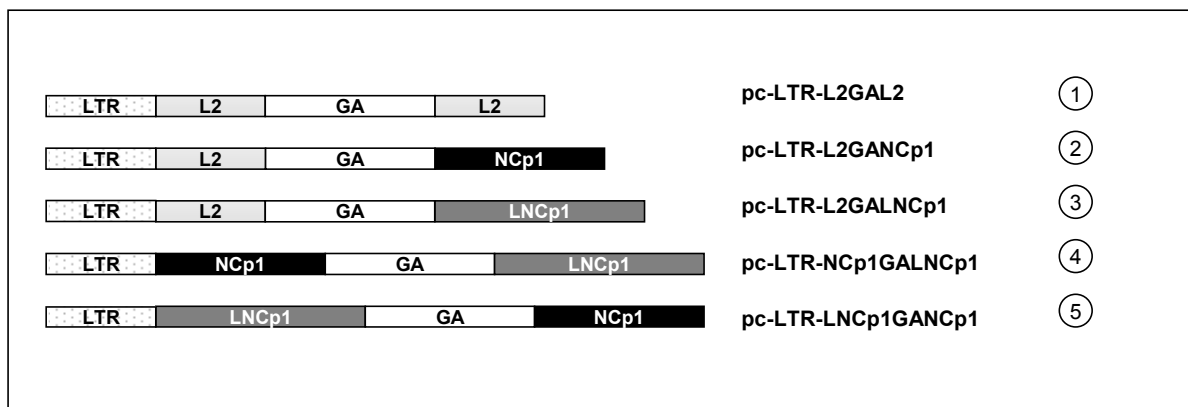 LTR L2 GA L2 pc-LTR-L2GAL2 1
LTR L2 GA NCp1 pc-LTR-L2GANCp1 2
LTR L2 GA LNCp1 pc-LTR-L2GALNCp1 3
LTR NCp1 GA LNCp1 pc-LTR-NCp1GALNCp1 4
LTR LNCp1 GA NCp1 pc-LTR-LNCp1GANCp1 5